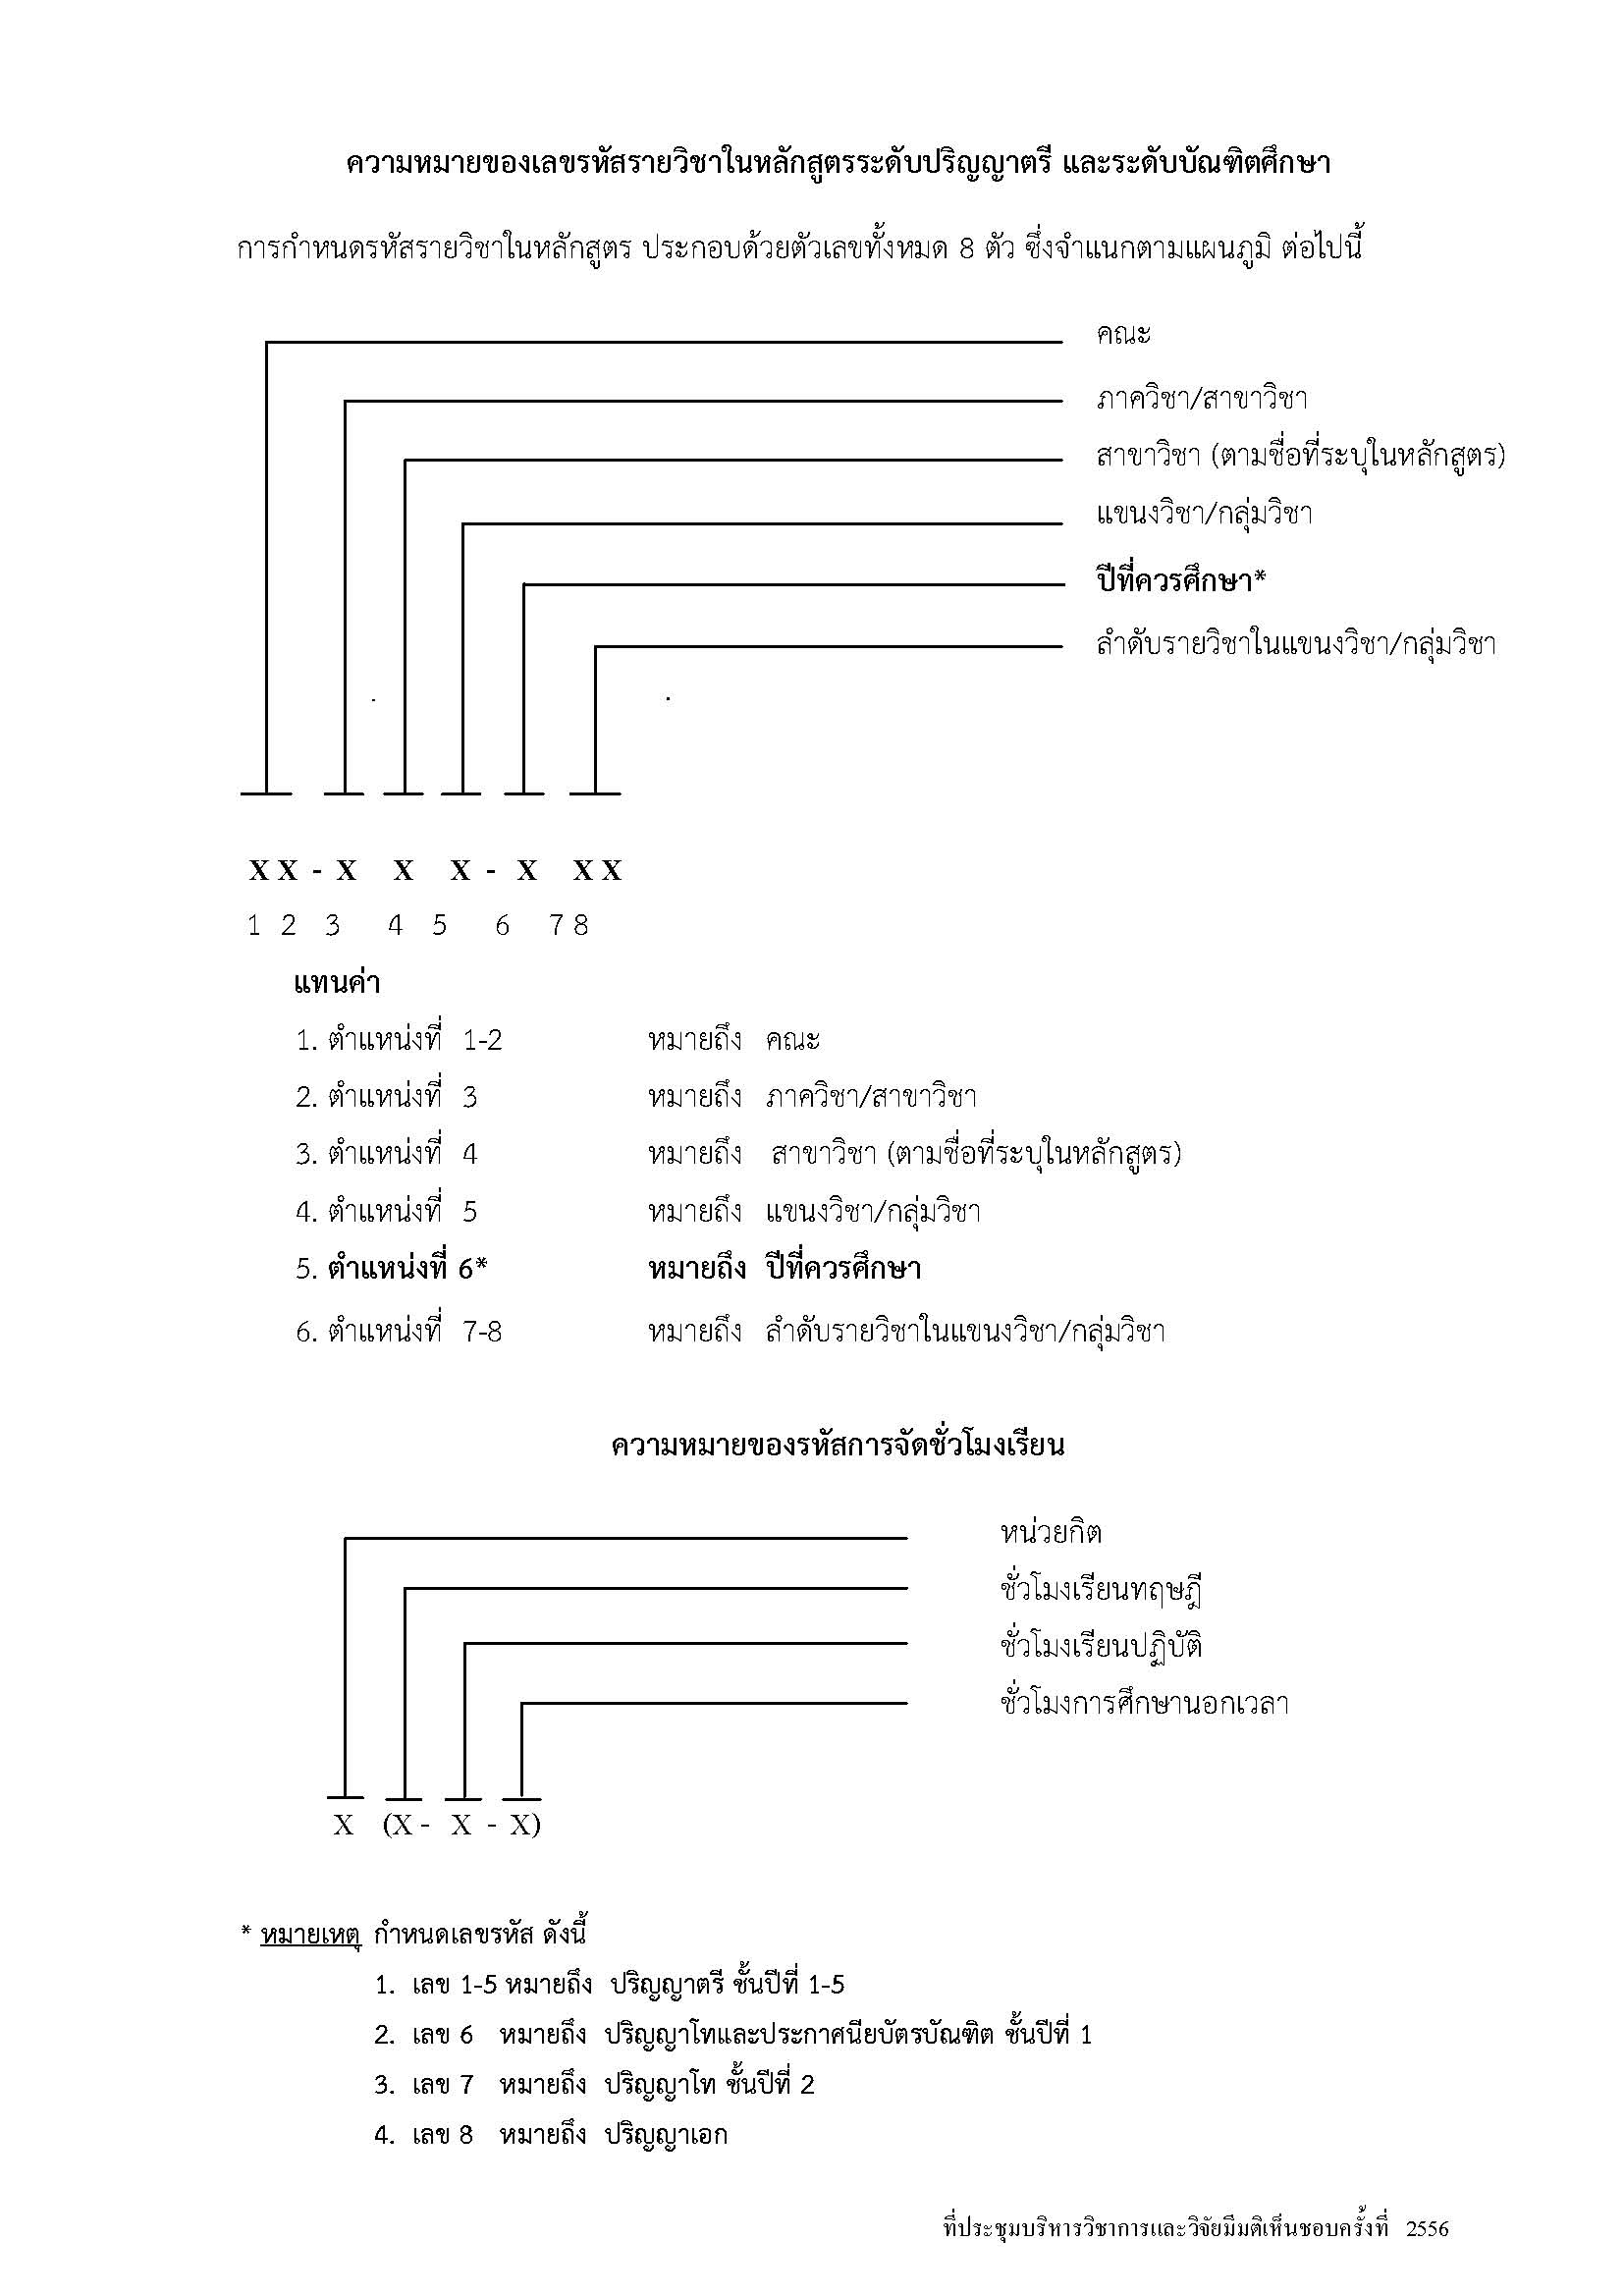 ความหมายของเลขรหัสรายวิชาในหลักสูตรระดับปริญญาตรี และระดับบัณฑิตศึกษา
การกำหนดรหัสรายวิชาในหลักสูตร ประกอบด้วยตัวเลขทั้งหมด 8 ตัว ซึ่งจำแนกตามแผนภูมิ ต่อไปนี้
คณะ
ภาควิชา/สาขาวิชา
สาขาวิชา (ตามชื่อที่ระบุในหลักสูตร)
แขนงวิชา/กลุ่มวิชา
ปีที่ควรศึกษา*
ลำดับรายวิชาในแขนงวิชา/กลุ่มวิชา
X X - X X X - X X X
1 2 3 4 5 6 7 8
แทนค่า
1. ตำแหน่งที่ 1-2 หมายถึง คณะ
2. ตำแหน่งที่ 3 หมายถึง ภาควิชา/สาขาวิชา
3. ตำแหน่งที่ 4 หมายถึง สาขาวิชา (ตามชื่อที่ระบุในหลักสูตร)
4. ตำแหน่งที่ 5 หมายถึง แขนงวิชา/กลุ่มวิชา
5. ตำแหน่งที่ 6* หมายถึง ปีที่ควรศึกษา
6. ตำแหน่งที่ 7-8 หมายถึง ลำดับรายวิชาในแขนงวิชา/กลุ่มวิชา
ความหมายของรหัสการจัดชั่วโมงเรียน
หน่วยกิต
ชั่วโมงเรียนทฤษฎี
ชั่วโมงเรียนปฏิบัติ
ชั่วโมงการศึกษานอกเวลา
X (X - X - X)
* หมายเหตุ กำหนดเลขรหัส ดังนี้
1. เลข 1-5 หมายถึง ปริญญาตรี ชั้นปีที่ 1-5
2. เลข 6 หมายถึง ปริญญาโทและประกาศนียบัตรบัณฑิต ชั้นปีที่ 1
3. เลข 7 หมายถึง ปริญญาโท ชั้นปีที่ 2
4. เลข 8 หมายถึง ปริญญาเอก
ที่ประชุมบริหารวิชาการและวิจัยมีมติเห็นชอบครั้งที่ 2556